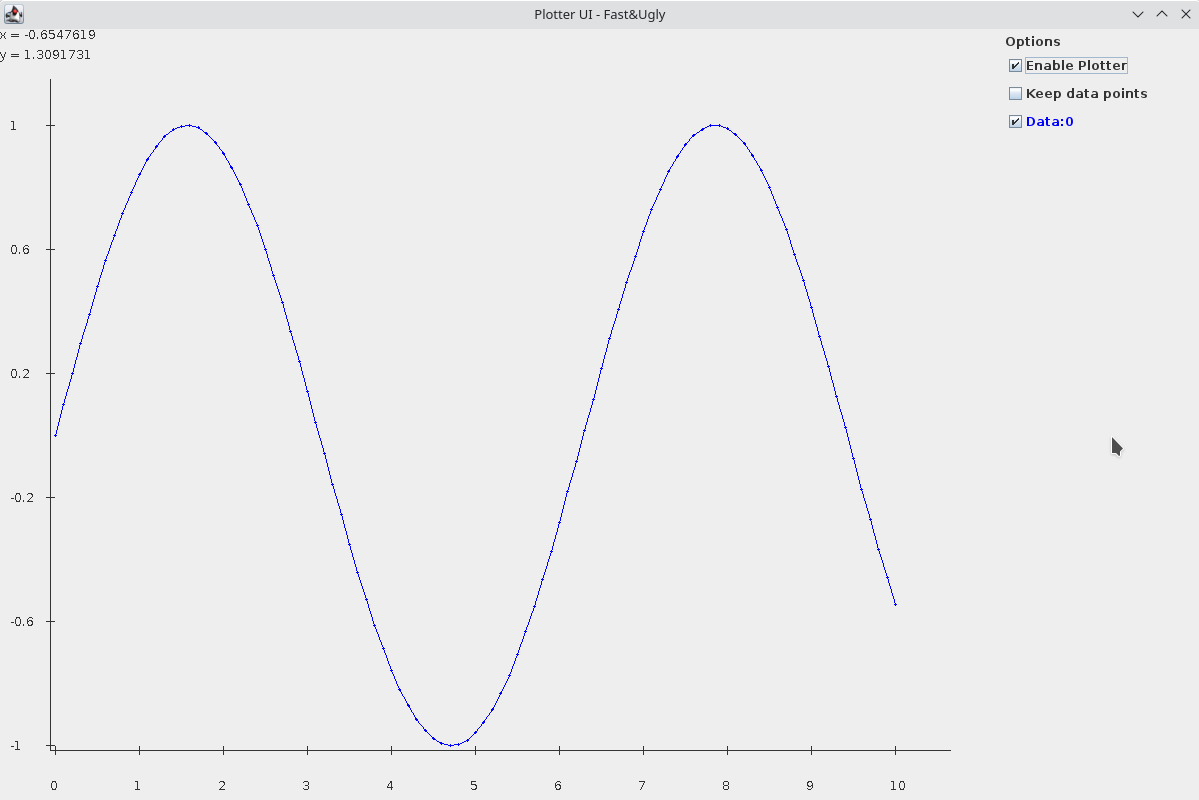 Plotter UI - Fast&Ugly
x = -0.6547619
y = 1.3091731
Options
Enable Plotter
Keep data points
Data:0
1
0.6
0.2
-0.2
-0.6
-1
0 1 2 3 4 5 6 7 8 9 10